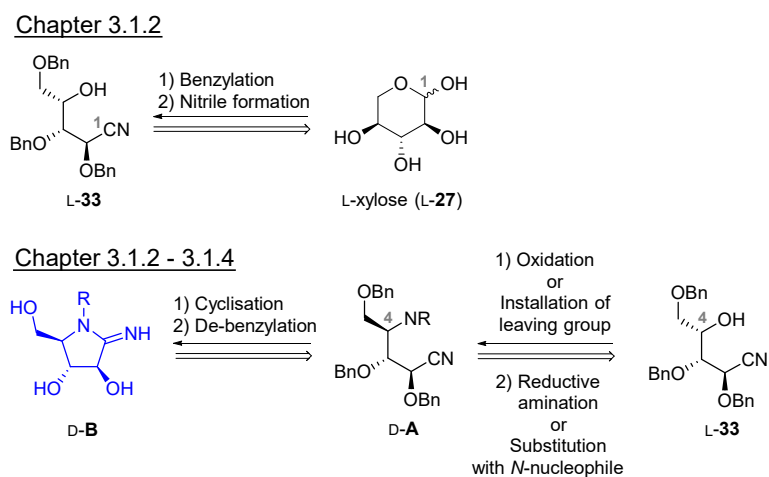 Chapter 3.1.2
OBn
OH
1
CN
BnO
OBn
L-33
1) Benzylation
2) Nitrile formation
O
1
OH
HO
OH
OH
L-xylose (L-27)
Chapter 3.1.2 - 3.1.4
HO
R
N
NH
HO
OH
D-B
1) Cyclisation
2) De-benzylation
OBn
4
NR
CN
BnO
OBn
D-A
1) Oxidation
or
Installation of
leaving group
2) Reductive
amination
or
Substitution
with N-nucleophile
OBn
4
OH
CN
BnO
OBn
L-33